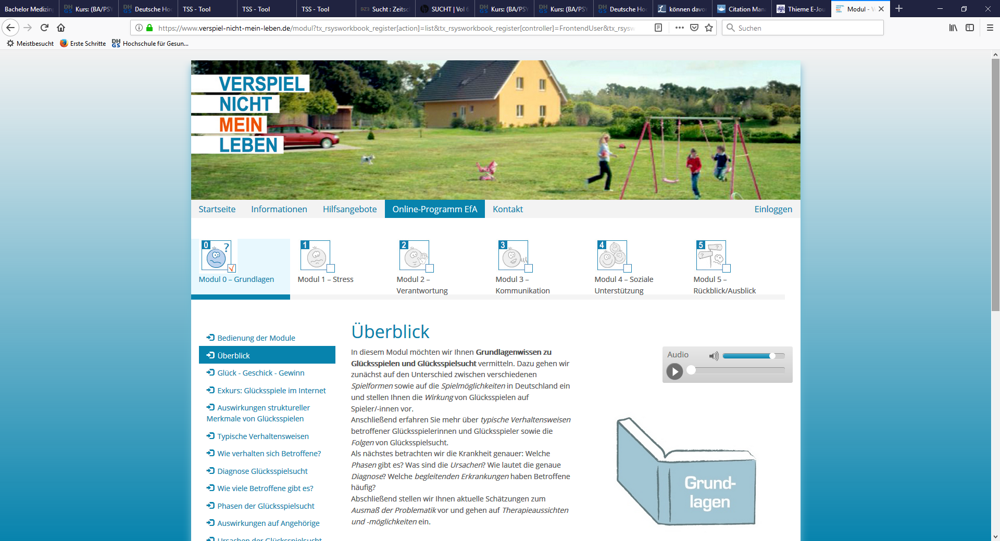 Bachelor Medizin
Kurs: (BA/PSY
Deutsche Hoc
TSS - Tool
TSS - Tool
TSS - Tool
Sucht : Zeitsc
SUCHT | Vol 6
Kurs: (BA/PSY
Kurs: (BA/PSY
Deutsche Hoc
können davo
Citation Man
Thieme E-Jou
Modul - V
https://www.verspiel-nicht-mein-leben.de/modul?tx_rsysworkbook_register[action]=list&tx_rsysworkbook_register[controller]=FrontendUser&tx_rsysw
Suchen
Meistbesucht
Erste Schritte
Hochschule für Gesun...
VERSPIEL
NICHT
MEIN
LEBEN
Startseite
Informationen
Hilfsangebote
Online-Programm EfA
Kontakt
Einloggen
0 ?
Modul 0 – Grundlagen
1
Modul 1 – Stress
2
Modul 2 –
Verantwortung
3
Modul 3 –
Kommunikation
4
Modul 4 – Soziale
Unterstützung
5
Modul 5 –
Rückblick/Ausblick
Bedienung der Module
Überblick
Glück - Geschick - Gewinn
Exkurs: Glücksspiele im Internet
Auswirkungen struktureller
Merkmale von Glücksspielen
Typische Verhaltensweisen
Wie verhalten sich Betroffene?
Diagnose Glücksspielsucht
Wie viele Betroffene gibt es?
Phasen der Glücksspielsucht
Auswirkungen auf Angehörige
Ursachen der Glücksspielsucht
Überblick
In diesem Modul möchten wir Ihnen Grundlagenwissen zu
Glücksspielen und Glücksspielsucht vermitteln. Dazu gehen wir
zunächst auf den Unterschied zwischen verschiedenen
Spielformen sowie auf die Spielmöglichkeiten in Deutschland ein
und stellen Ihnen die Wirkung von Glücksspielen auf
Spieler/-innen vor.
Anschließend erfahren Sie mehr über typische Verhaltensweisen
betroffener Glücksspielerinnen und Glücksspieler sowie die
Folgen von Glücksspielsucht.
Als nächstes betrachten wir die Krankheit genauer: Welche
Phasen gibt es? Was sind die Ursachen? Wie lautet die genaue
Diagnose? Welche begleitenden Erkrankungen haben Betroffene
häufig?
Abschließend stellen wir Ihnen aktuelle Schätzungen zum
Ausmaß der Problematik vor und gehen auf Therapieaussichten
und -möglichkeiten ein.
Audio
Grund-
lagen